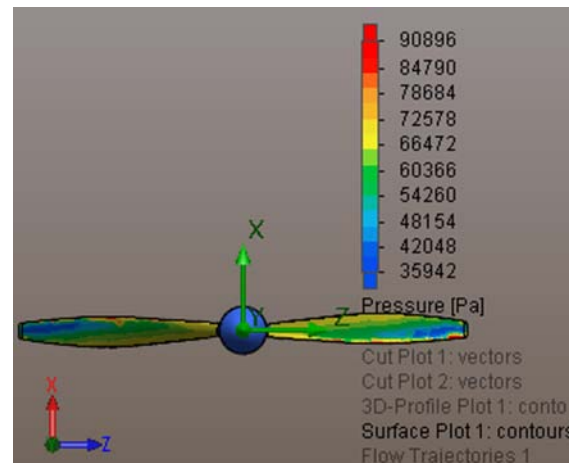 90896
84790
78684
72578
66472
60366
54260
48154
42048
35942
Pressure [Pa]
X
Y
Z
Cut Plot 1: vectors
Cut Plot 2: vectors
3D-Profile Plot 1: conto
Surface Plot 1: contours
Flow Trajectories 1
X
Z